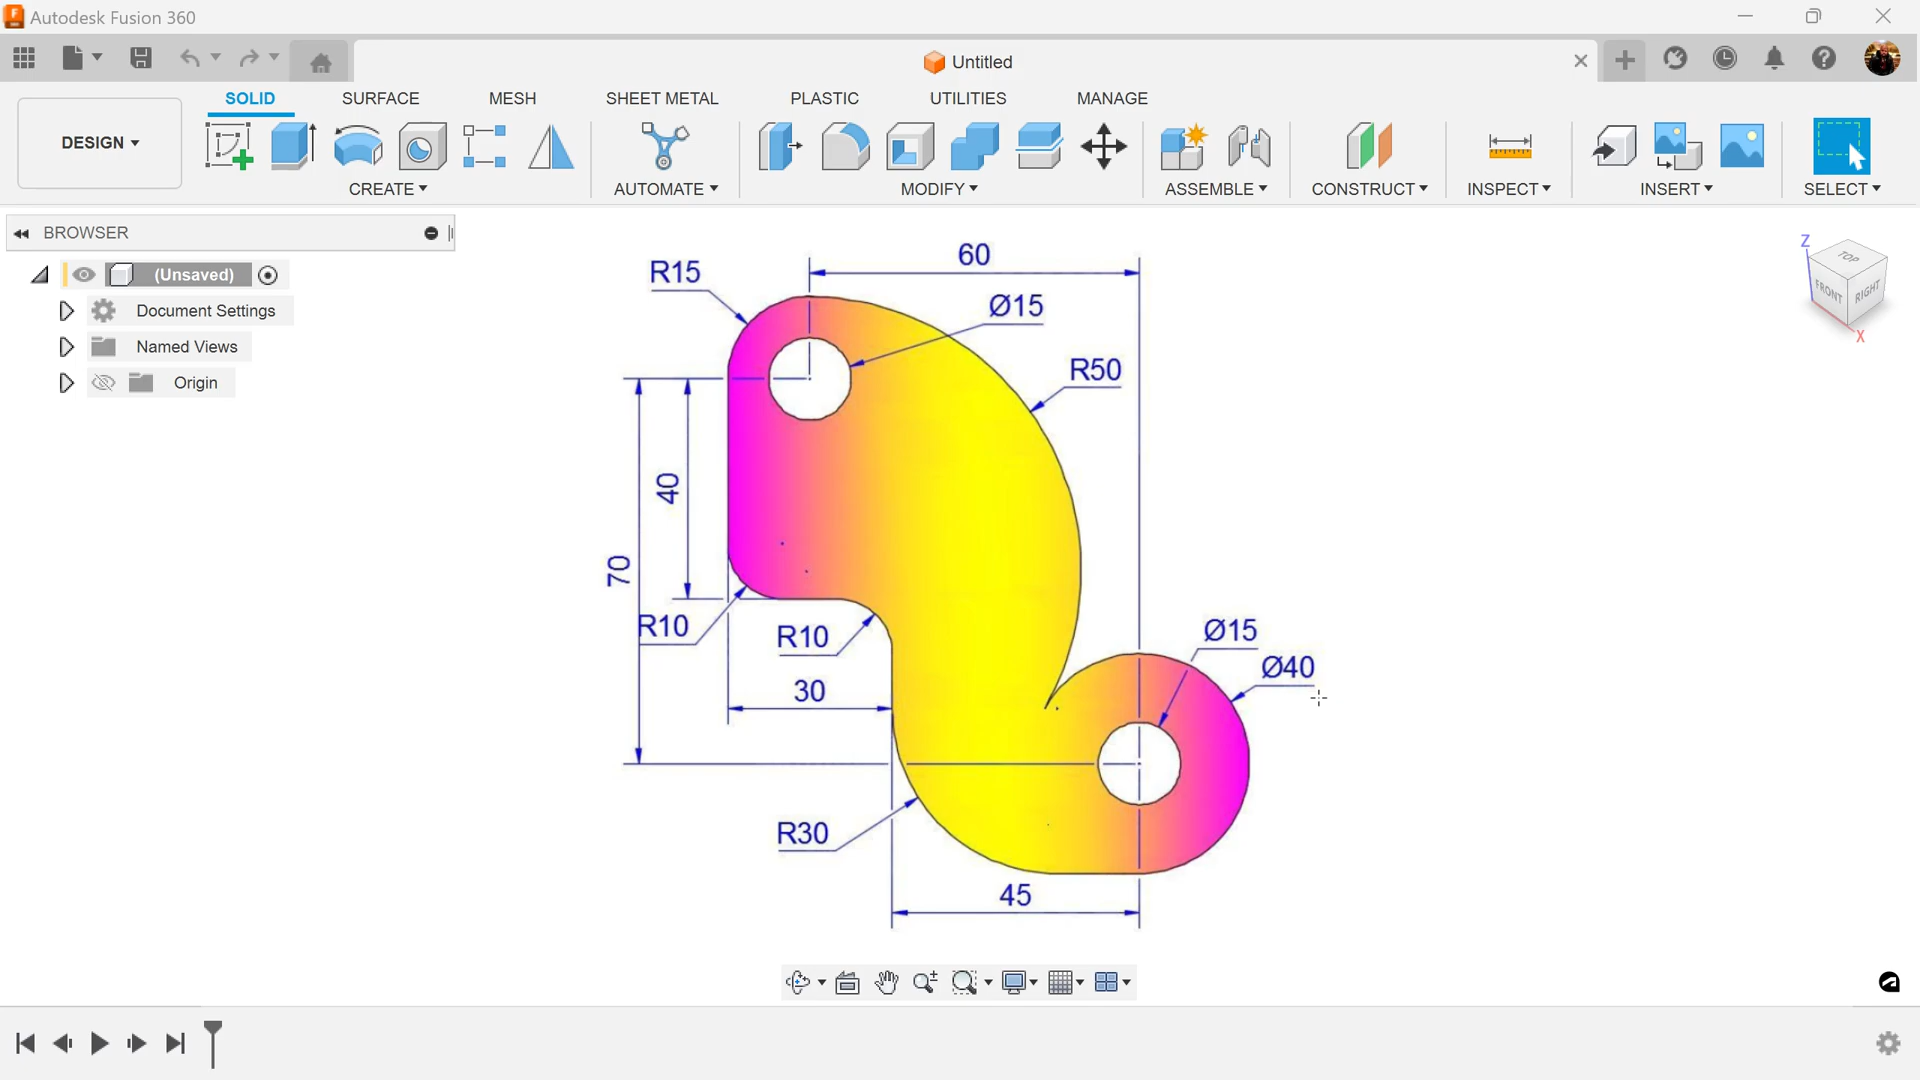 Autodesk Fusion 360
Untitled
SOLID SURFACE MESH SHEET METAL PLASTIC UTILITIES MANAGE
DESIGN
CREATE AUTOMATE MODIFY ASSEMBLE CONSTRUCT INSPECT INSERT SELECT
BROWSER
(Unsaved)
Document Settings
Named Views
Origin
Z
TOP
FRONT
RIGHT
X
60
R15
Ø15
R50
40
70
R10
R10
Ø15
Ø40
30
R30
45